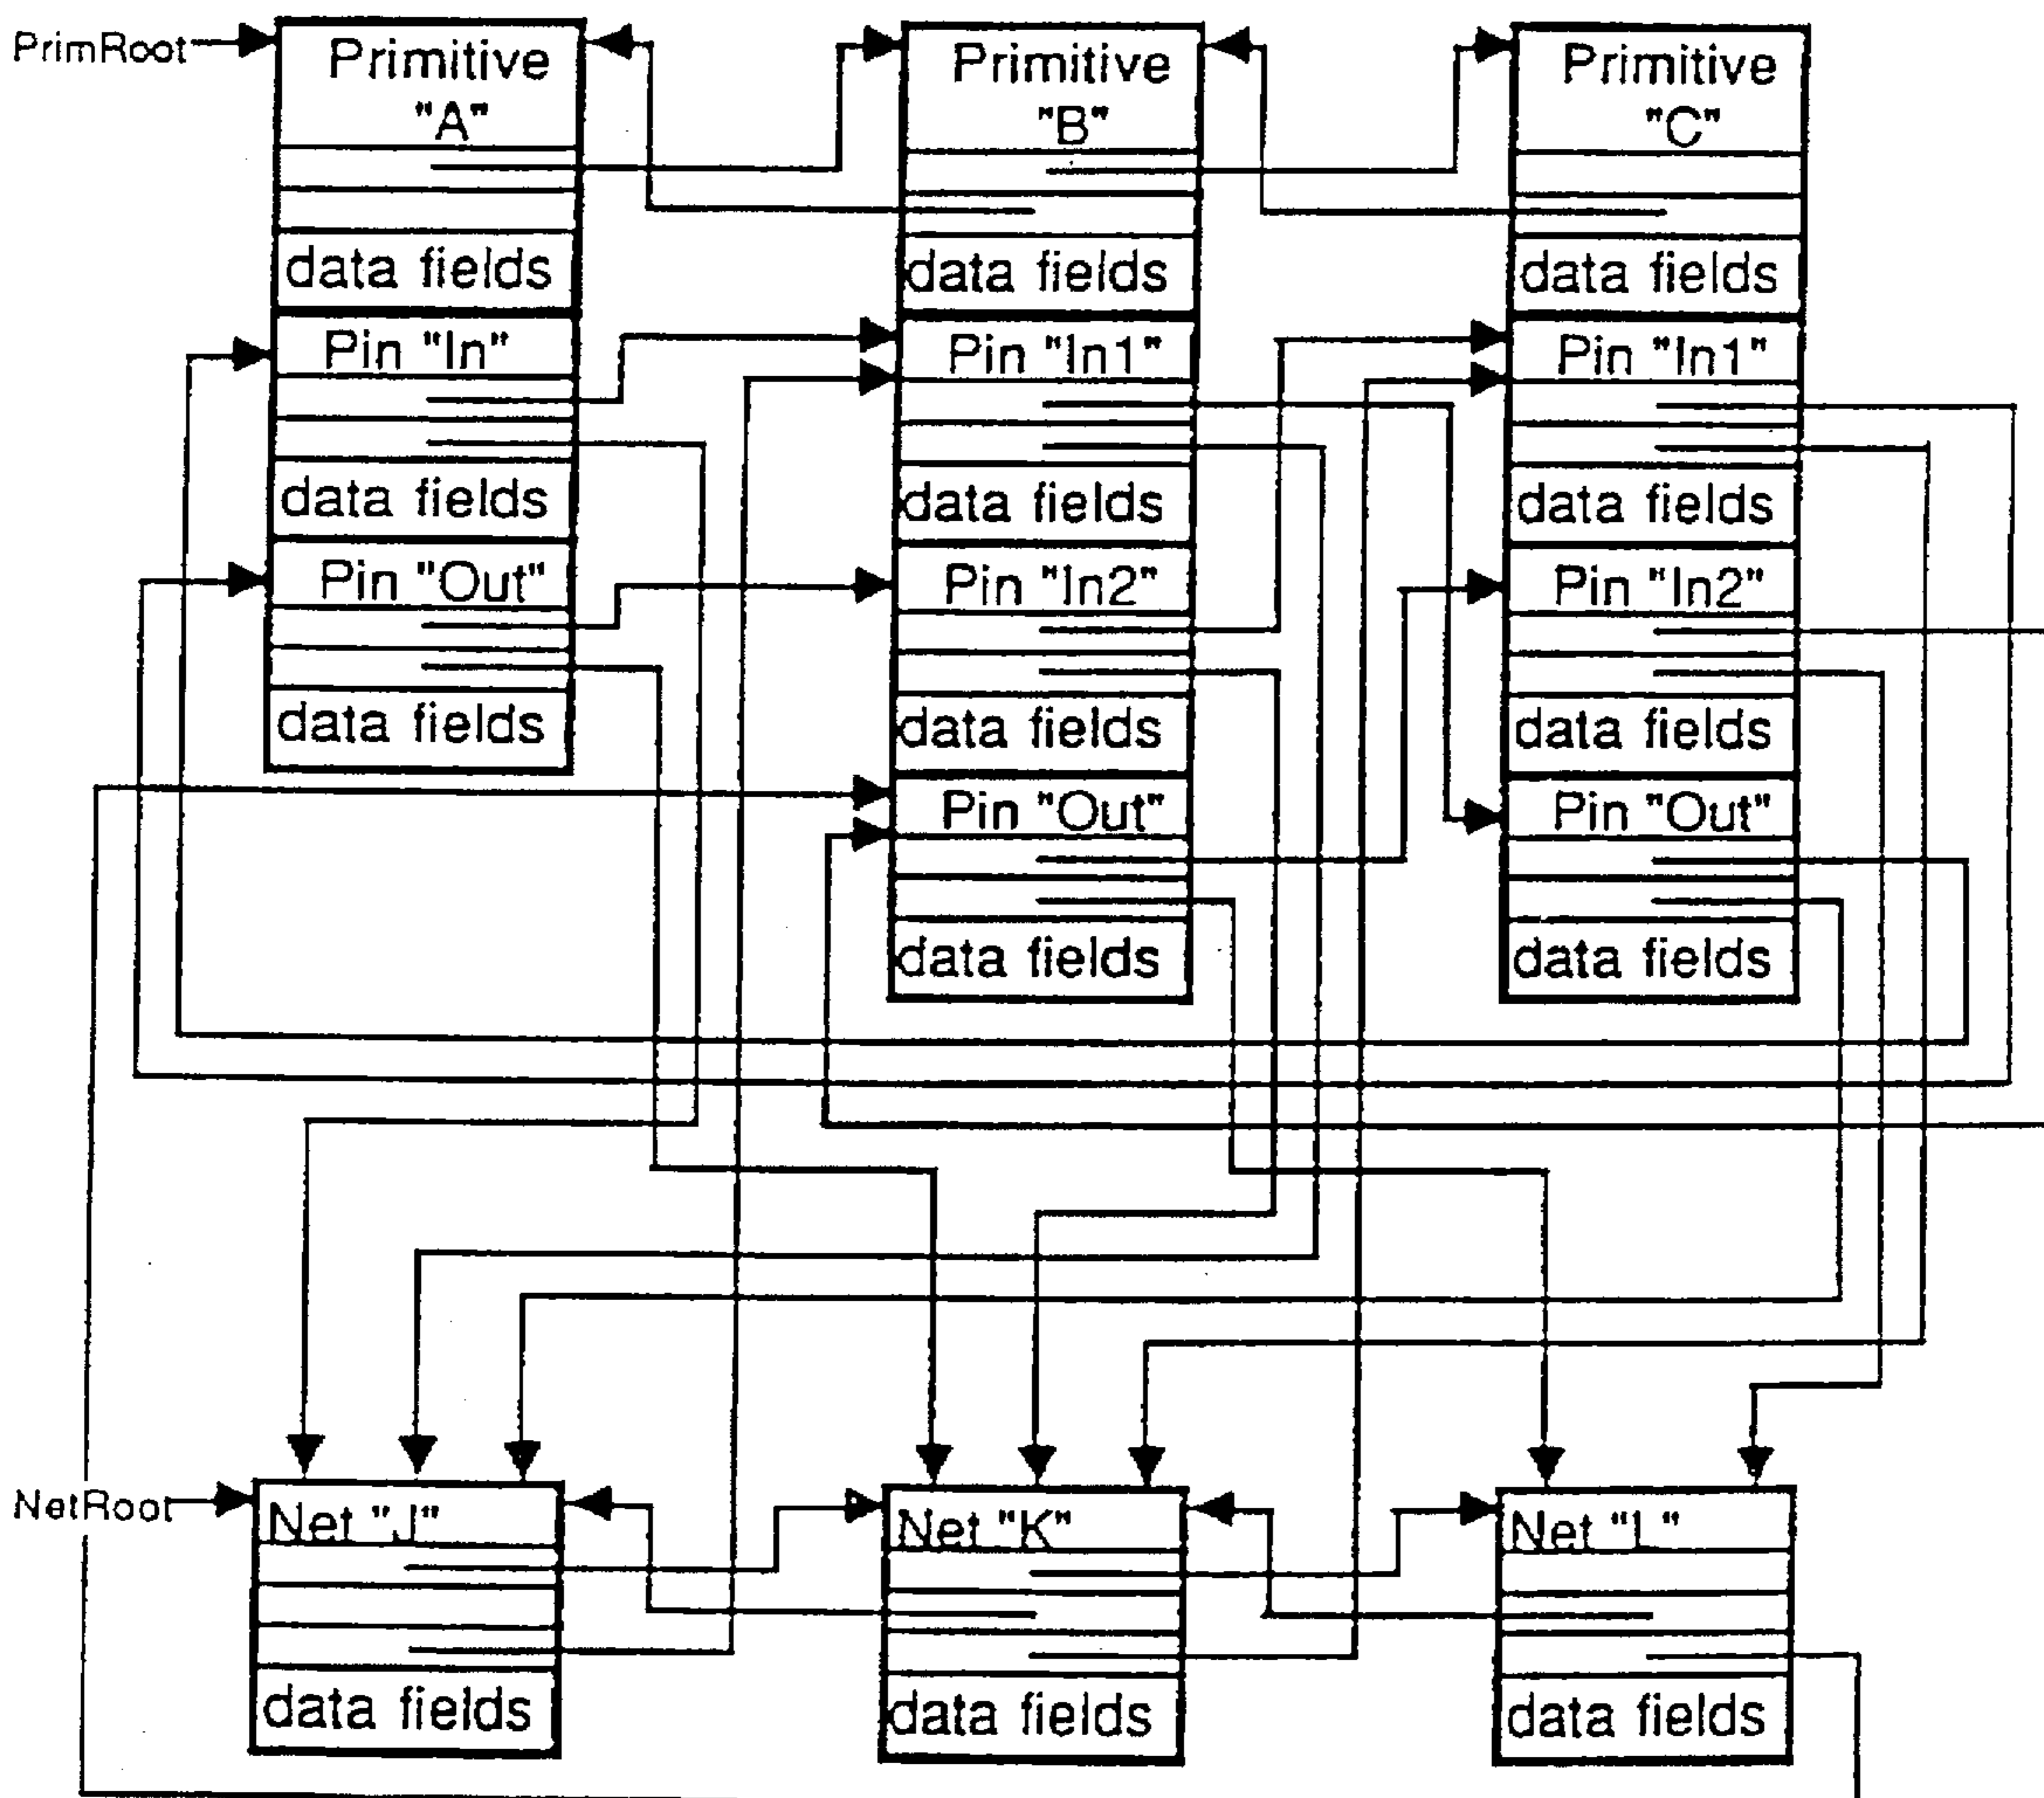 PrimRoot
Primitive
"A"
data fields
Pin "In"
data fields
Pin "Out"
data fields
Primitive
"B"
data fields
Pin "In1"
data fields
Pin "In2"
data fields
Pin "Out"
data fields
Primitive
"C"
data fields
Pin "In1"
data fields
Pin "In2"
data fields
Pin "Out"
data fields
NetRoot
Net "J"
data fields
Net "K"
data fields
Net "L"
data fields